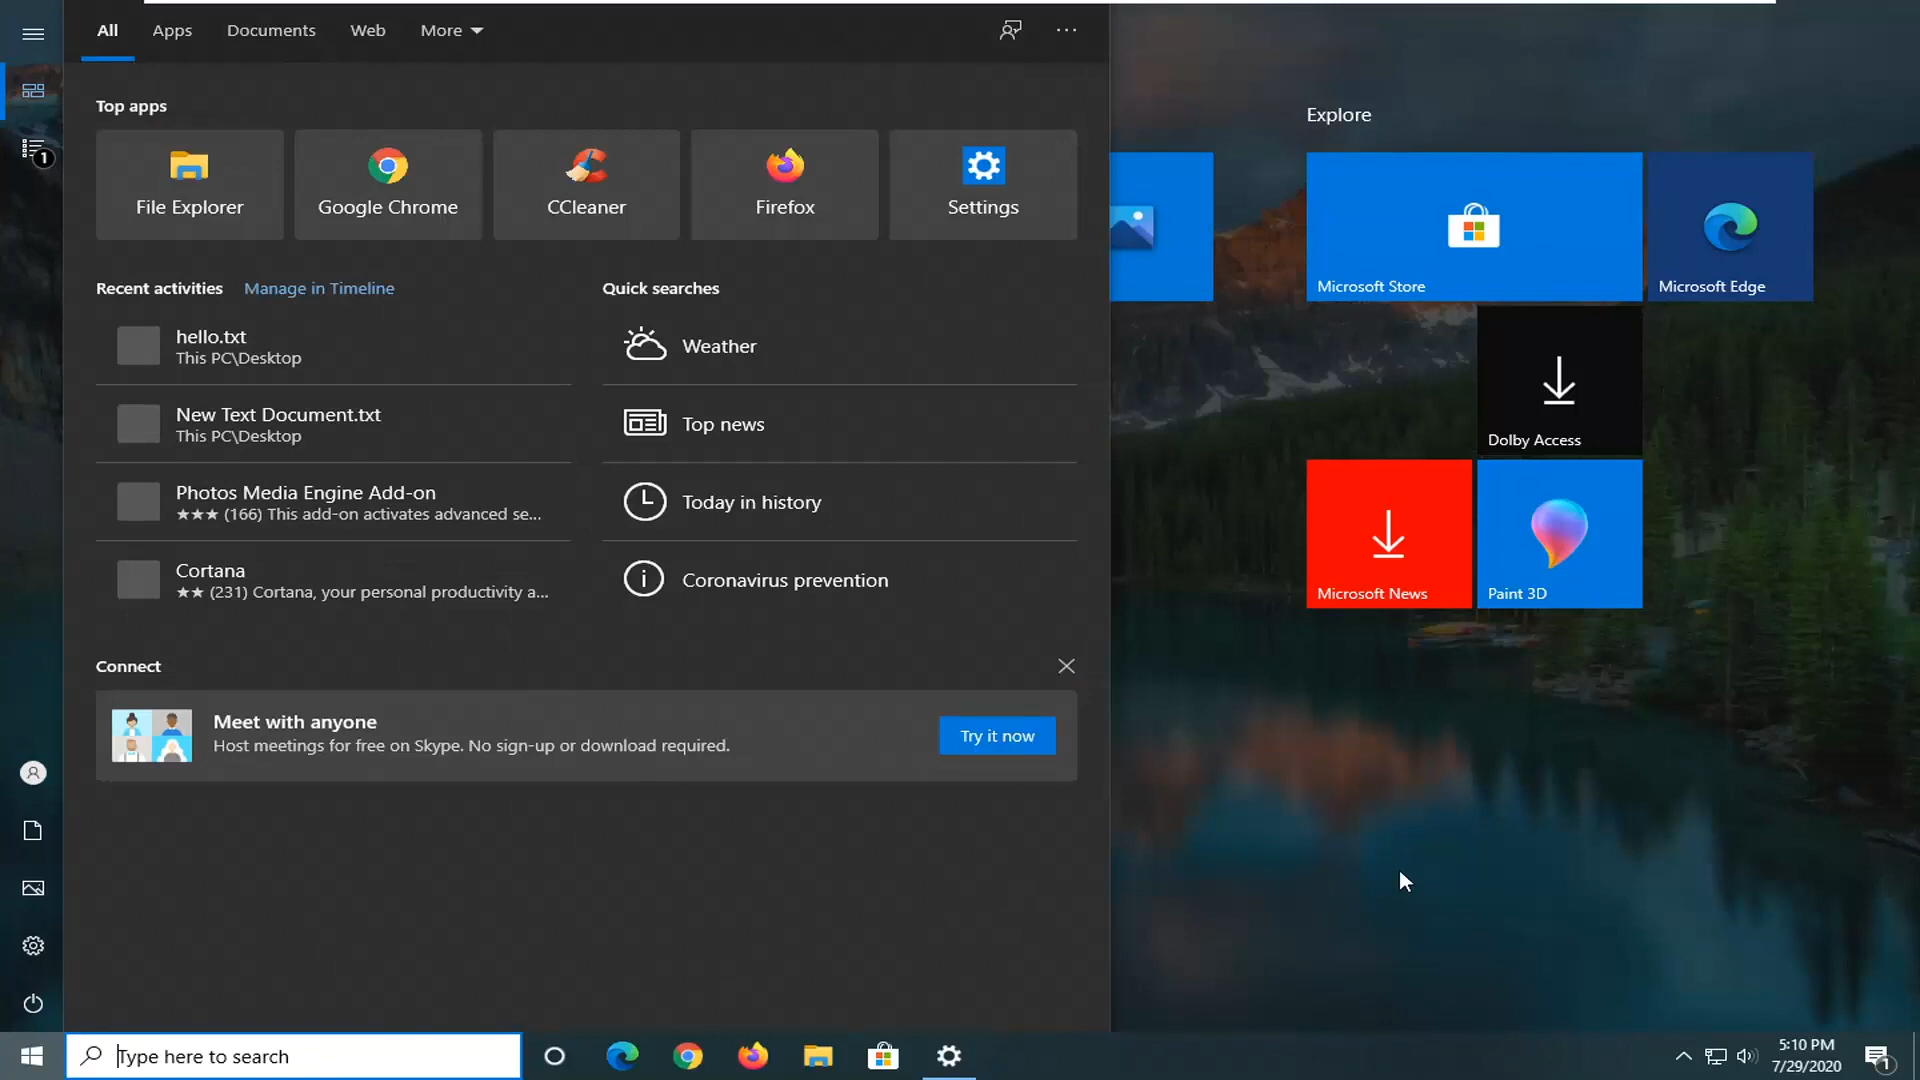 All Apps Documents Web More
Top apps
File Explorer Google Chrome CCleaner Firefox Settings
Recent activities Manage in Timeline
hello.txt
This PC\Desktop
New Text Document.txt
This PC\Desktop
Photos Media Engine Add-on
★★★ (166) This add-on activates advanced se...
Cortana
★★ (231) Cortana, your personal productivity a...
Quick searches
Weather
Top news
Today in history
Coronavirus prevention
Connect
Meet with anyone
Host meetings for free on Skype. No sign-up or download required.
Try it now
Explore
Microsoft Store
Microsoft Edge
Dolby Access
Microsoft News
Paint 3D
1
Type here to search
5:10 PM
7/29/2020
1